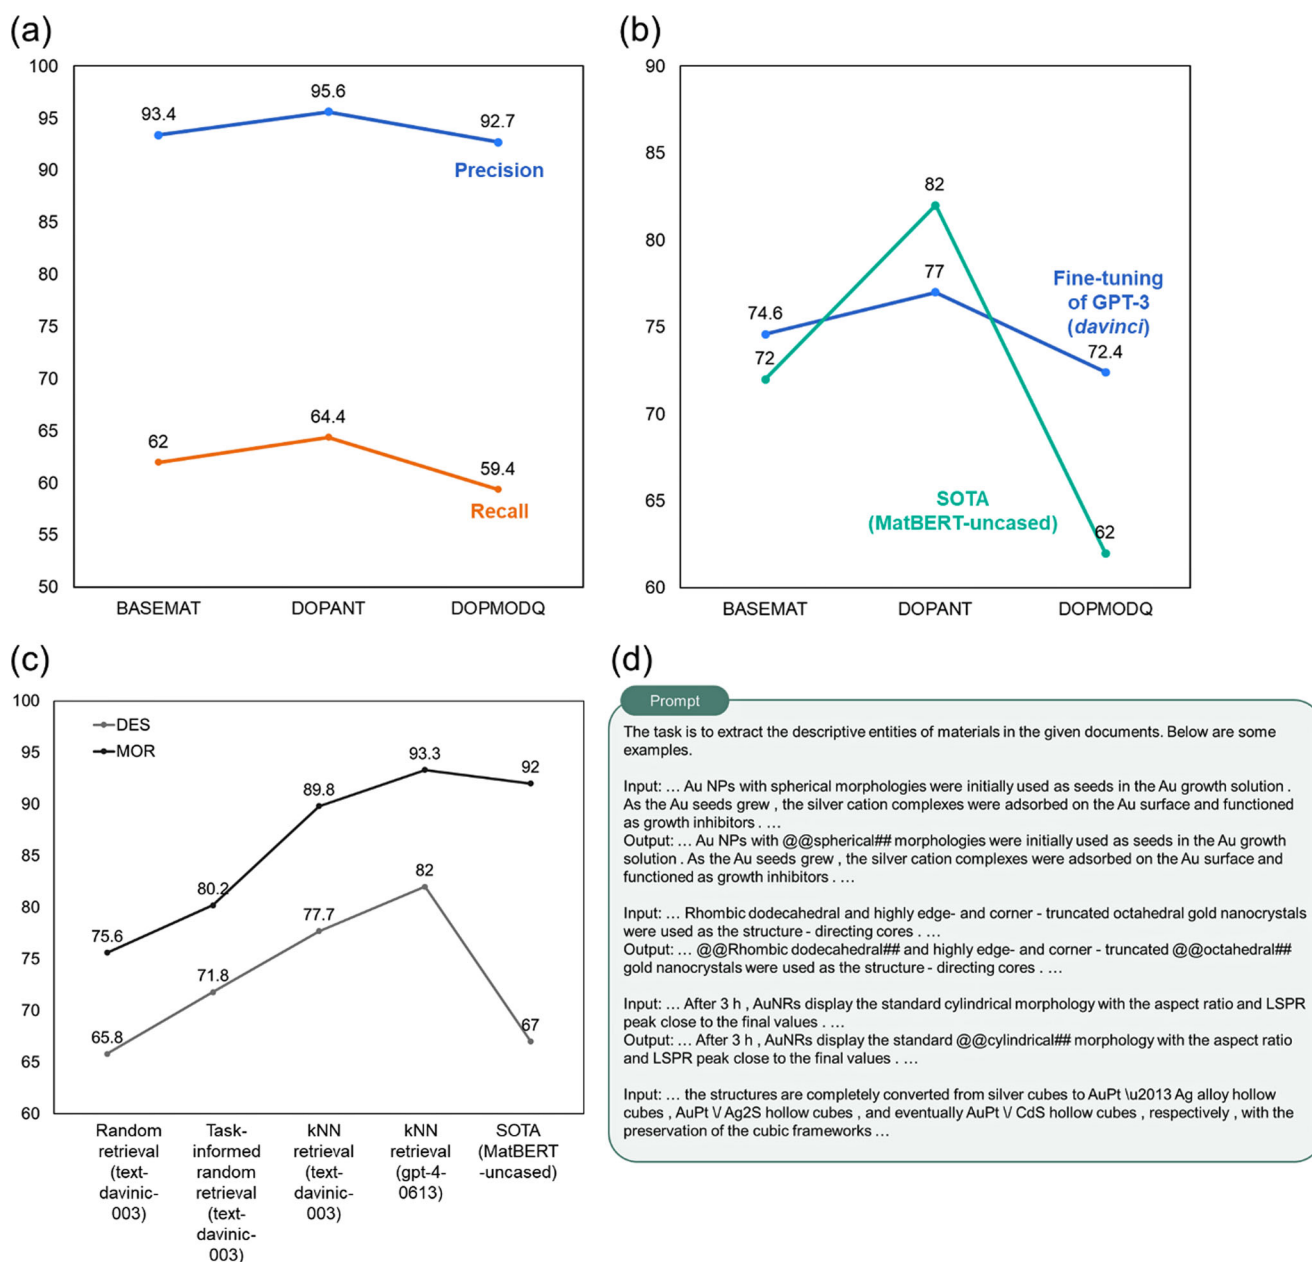 (a)
100
95
90
85
80
75
70
65
60
55
50
93.4
95.6
92.7
Precision
62
64.4
59.4
Recall
BASEMAT
DOPANT
DOPMODQ
(b)
90
85
80
75
70
65
60
82
77
74.6
72
Fine-tuning
of GPT-3
(davinci)
72.4
SOTA
(MatBERT-uncased)
62
BASEMAT
DOPANT
DOPMODQ
(c)
100
95
90
85
80
75
70
65
60
DES
MOR
75.6
80.2
89.8
93.3
92
65.8
71.8
77.7
82
67
Random
retrieval
(text-
davinic-
003)
Task-
informed
random
retrieval
(text-
davinic-
003)
kNN
retrieval
(text-
davinic-
003)
kNN
retrieval
(gpt-4-
0613)
SOTA
(MatBERT
-uncased)
(d)
Prompt
The task is to extract the descriptive entities of materials in the given documents. Below are some
examples.
Input: … Au NPs with spherical morphologies were initially used as seeds in the Au growth solution .
As the Au seeds grew , the silver cation complexes were adsorbed on the Au surface and functioned
as growth inhibitors . …
Output: … Au NPs with @@spherical## morphologies were initially used as seeds in the Au growth
solution . As the Au seeds grew , the silver cation complexes were adsorbed on the Au surface and
functioned as growth inhibitors . …
Input: … Rhombic dodecahedral and highly edge- and corner - truncated octahedral gold nanocrystals
were used as the structure - directing cores . …
Output: … @@Rhombic dodecahedral## and highly edge- and corner - truncated @@octahedral##
gold nanocrystals were used as the structure - directing cores . …
Input: … After 3 h , AuNRs display the standard cylindrical morphology with the aspect ratio and LSPR
peak close to the final values . …
Output: … After 3 h , AuNRs display the standard @@cylindrical## morphology with the aspect ratio
and LSPR peak close to the final values . …
Input: … the structures are completely converted from silver cubes to AuPt \u2013 Ag alloy hollow
cubes , AuPt \/ Ag2S hollow cubes , and eventually AuPt \/ CdS hollow cubes , respectively , with the
preservation of the cubic frameworks …